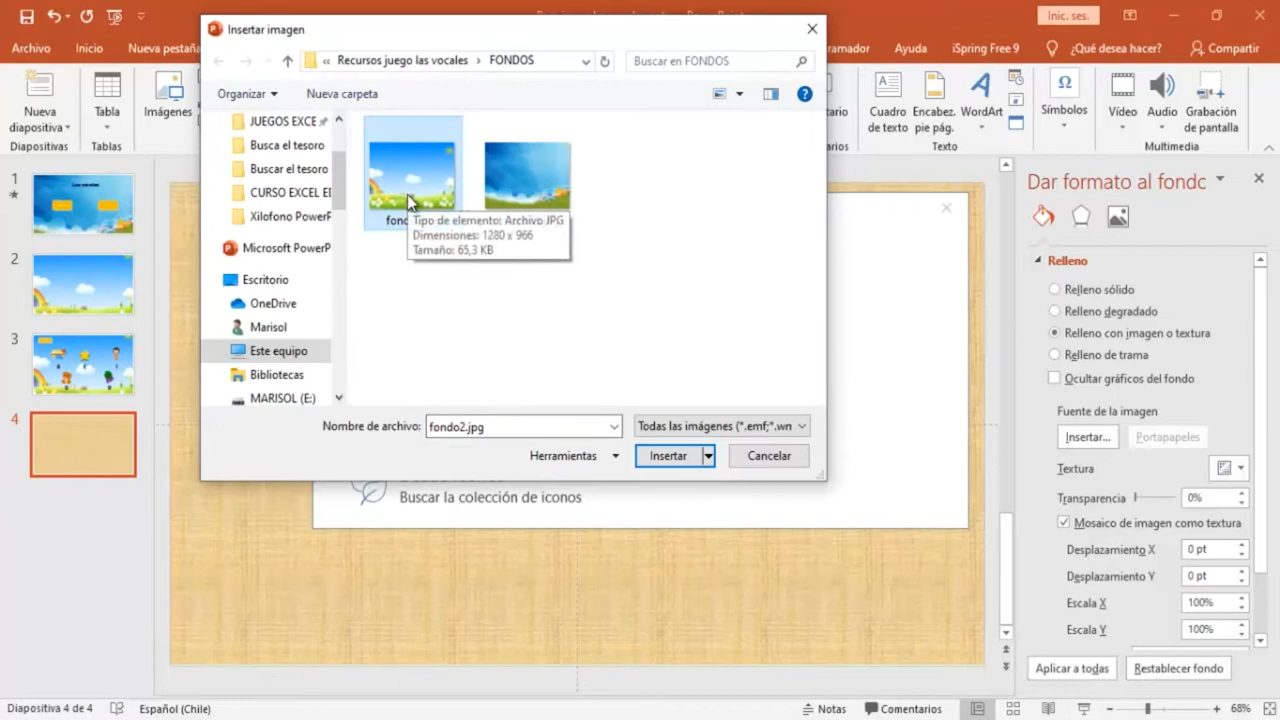 Inic. ses.
Archivo
Inicio
Nueva pestaña
Ayuda
iSpring Free 9
¿Qué desea hacer?
Compartir
Nueva
diapositiva
Diapositivas
Tabla
Tablas
Imágenes
Cuadro
de texto
Encabez.
pie pág.
WordArt
Texto
Símbolos
Vídeo
Audio
Grabación
de pantalla
Multimedia
Insertar imagen
« Recursos juego las vocales › FONDOS
Buscar en FONDOS
Organizar
Nueva carpeta
JUEGOS EXCE
Busca el tesoro
Buscar el tesoro
CURSO EXCEL
Xilofono PowerP
Microsoft PowerP
Escritorio
OneDrive
Marisol
Este equipo
Bibliotecas
MARISOL (E:)
Tipo de elemento: Archivo JPG
Dimensiones: 1280 x 966
Tamaño: 65,3 KB
Nombre de archivo:
fondo2.jpg
Todas las imágenes (*.emf;*.wn
Herramientas
Insertar
Cancelar
Buscar la colección de iconos
1
2
3
4
Dar formato al fondo
Relleno
Relleno sólido
Relleno degradado
Relleno con imagen o textura
Relleno de trama
Ocultar gráficos del fondo
Fuente de la imagen
Insertar...
Portapapeles
Textura
Transparencia
0%
Mosaico de imagen como textura
Desplazamiento X
0 pt
Desplazamiento Y
0 pt
Escala X
100%
Escala Y
100%
Aplicar a todas
Restablecer fondo
Diapositiva 4 de 4
Español (Chile)
Notas
Comentarios
68%